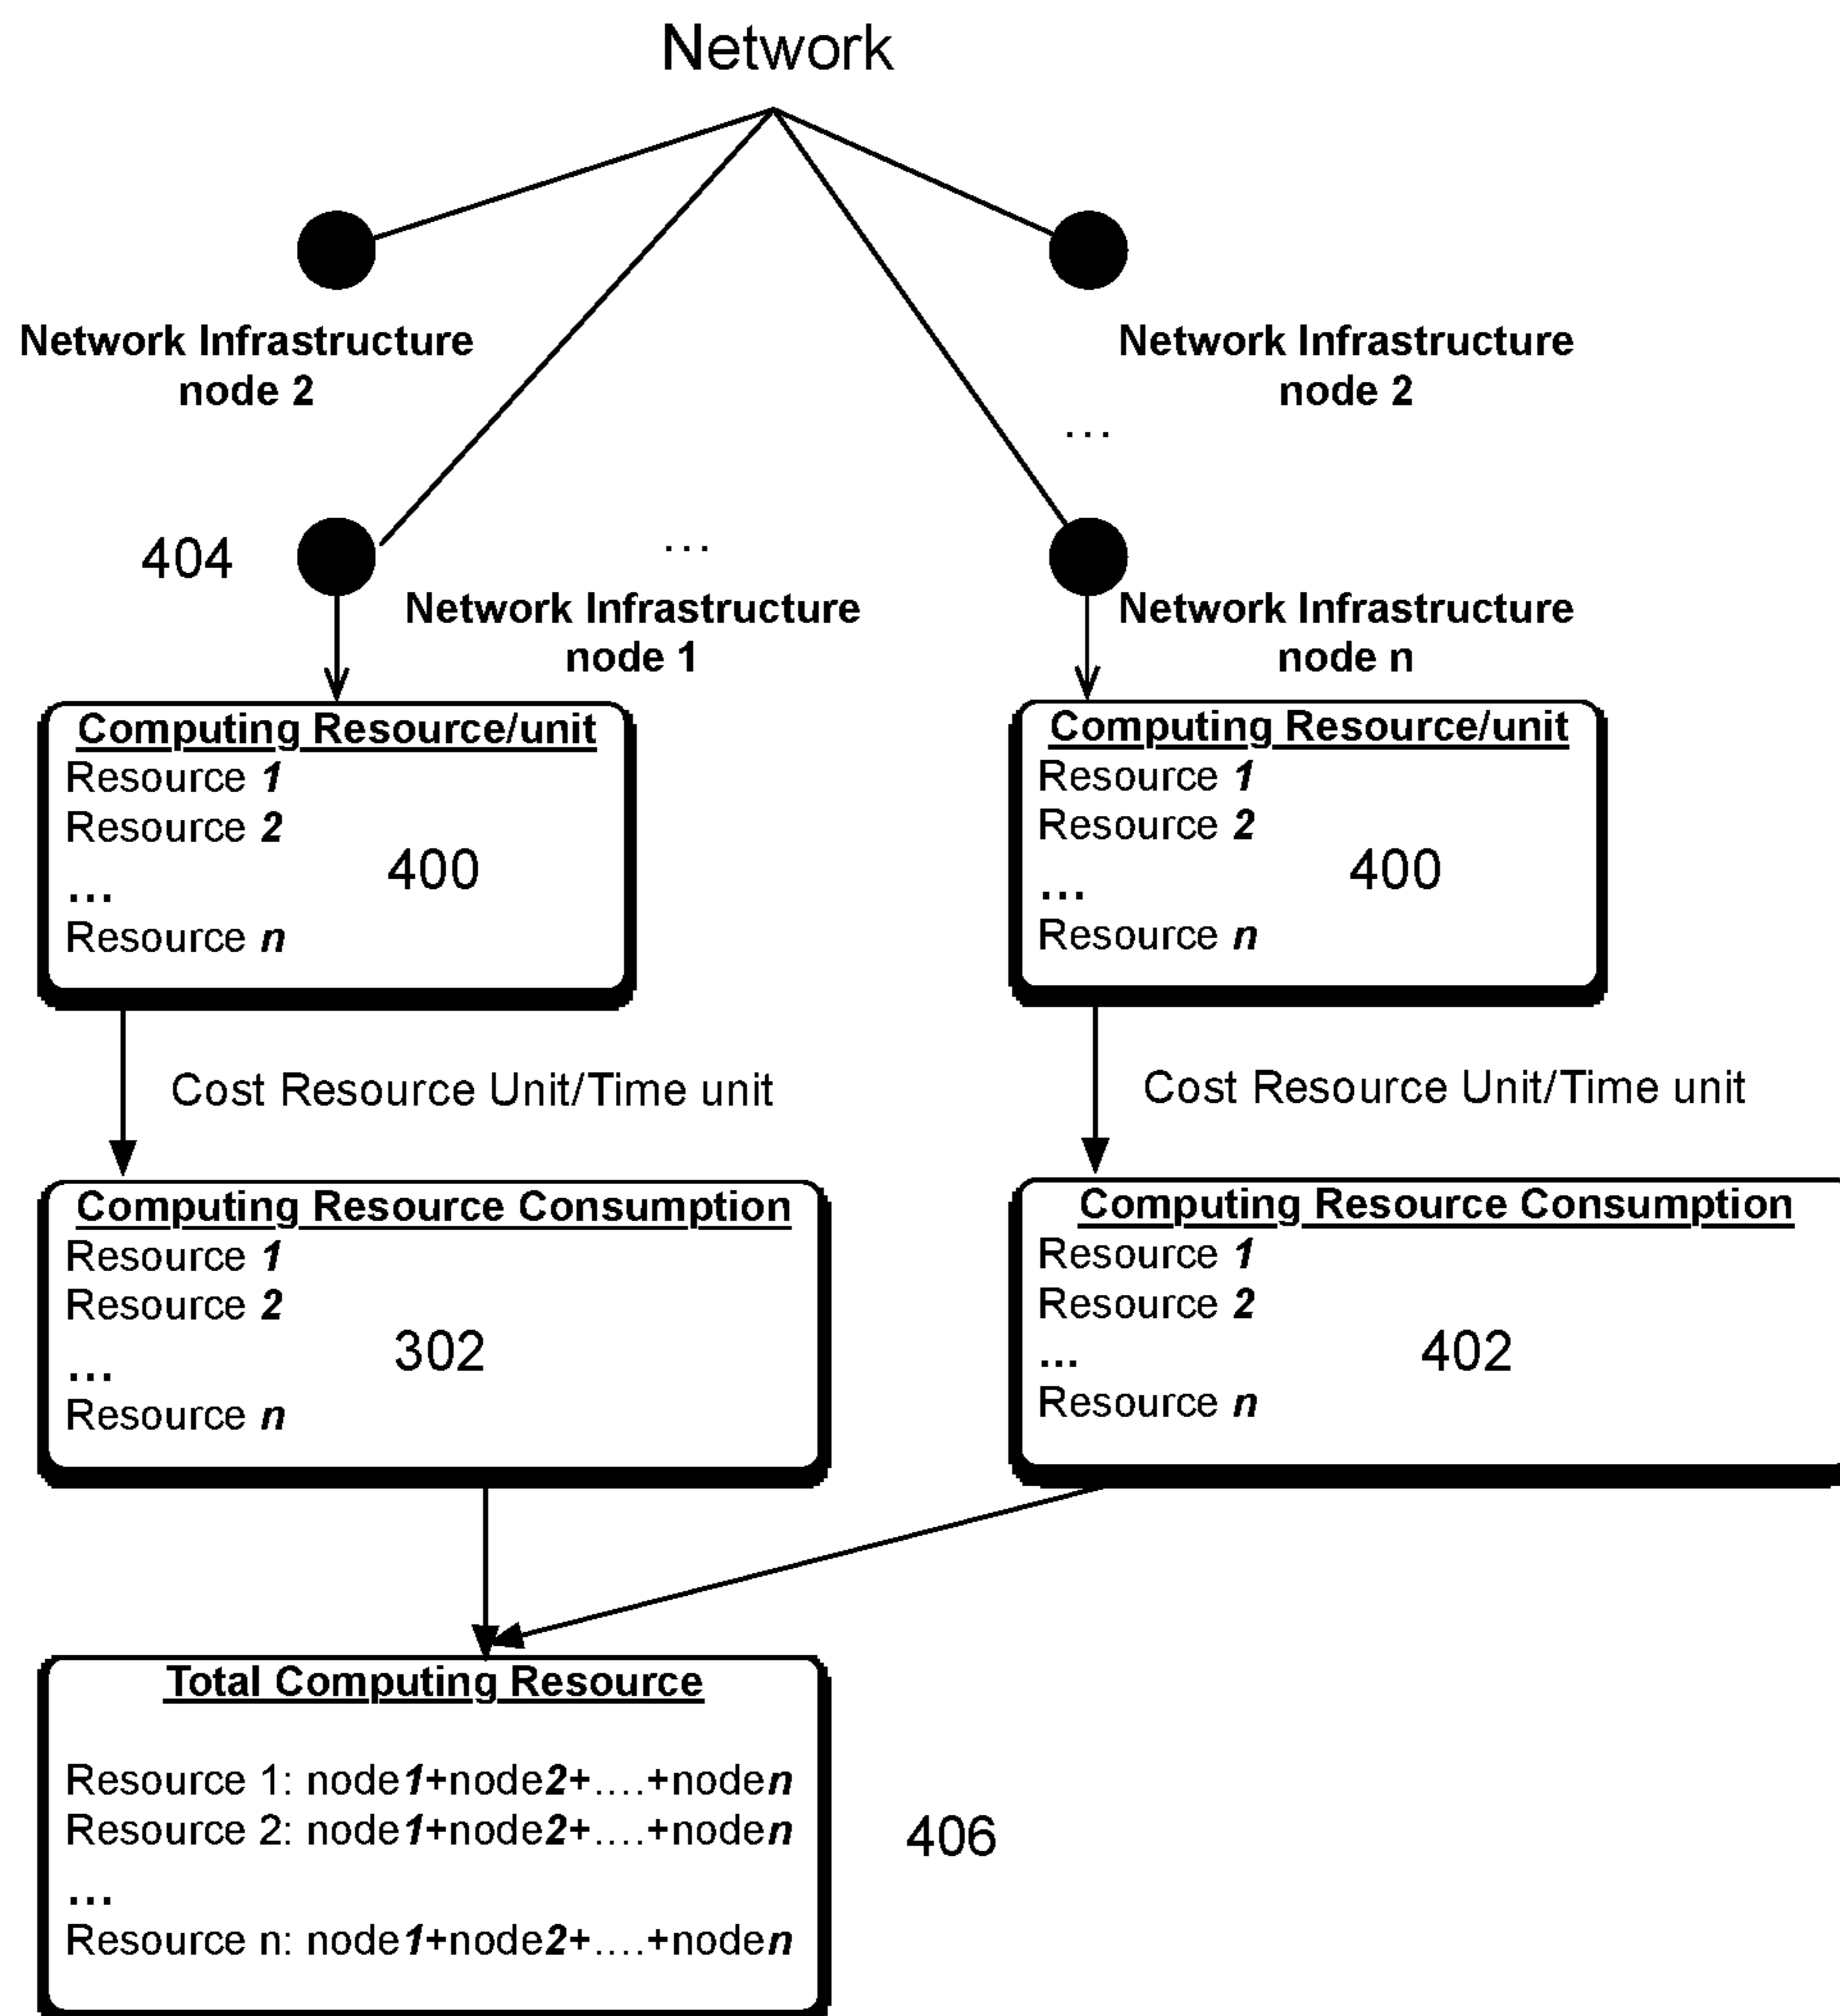 Network
Network Infrastructure
node 2
Network Infrastructure
node 2
...
404
...
Network Infrastructure
node 1
Network Infrastructure
node n
Computing Resource/unit
Resource 1
Resource 2
400
...
Resource n
Computing Resource/unit
Resource 1
Resource 2
400
...
Resource n
Cost Resource Unit/Time unit
Cost Resource Unit/Time unit
Computing Resource Consumption
Resource 1
Resource 2
302
...
Resource n
Computing Resource Consumption
Resource 1
Resource 2
402
...
Resource n
Total Computing Resource
Resource 1: node1+node2+....+noden
Resource 2: node1+node2+....+noden
406
...
Resource n: node1+node2+....+noden